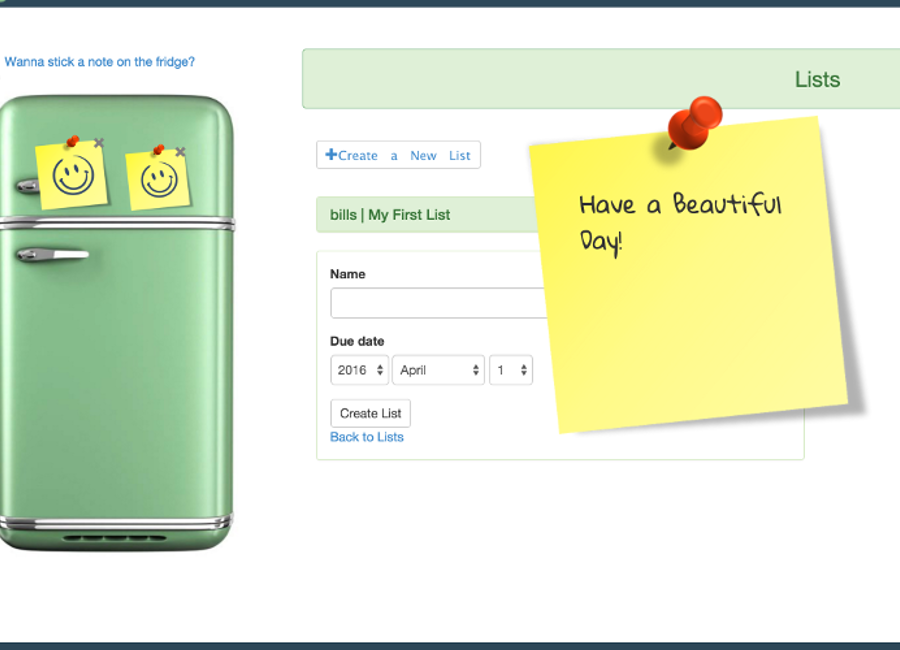 Wanna stick a note on the fridge?
Lists
Create a New List
bills | My First List
Have a Beautiful
Day!
Name
Due date
2016 April 1
Create List
Back to Lists